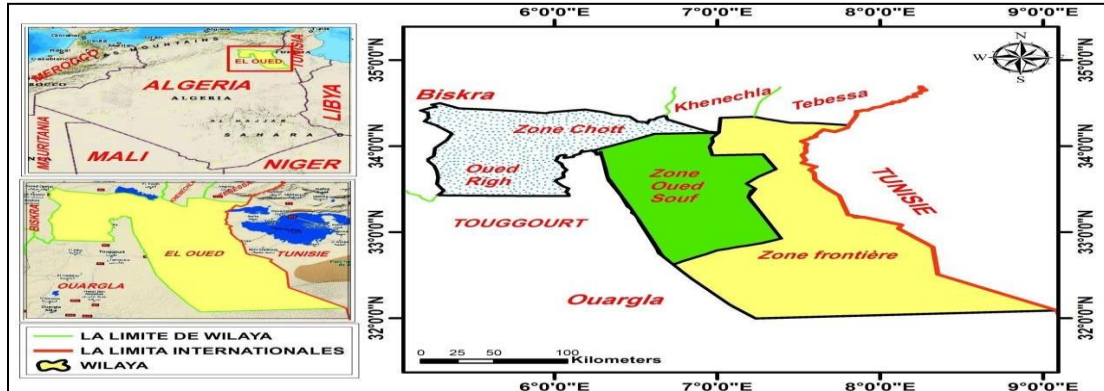 MEROCCO
ALGERIA
ALGERIA
EL OUED
TUNISIA
LIBYA
MAURITANIA
MALI
NIGER
SAHARA
BISKRA
EL OUED
TUNISIE
OUARGLA
LA LIMITE DE WILAYA
LA LIMITA INTERNATIONALES
WILAYA
6°0'0"E 7°0'0"E 8°0'0"E 9°0'0"E
35°0'0"N
34°0'0"N
33°0'0"N
32°0'0"N
N
W E
S
Biskra
Khenechla
Tebessa
Zone Chott
Oued
Righ
Zone
Oued
Souf
TUNISIE
TOUGGOURT
Zone frontière
Ouargla
0 25 50 100
Kilometers
35°0'0"N
34°0'0"N
33°0'0"N
32°0'0"N
6°0'0"E 7°0'0"E 8°0'0"E 9°0'0"E